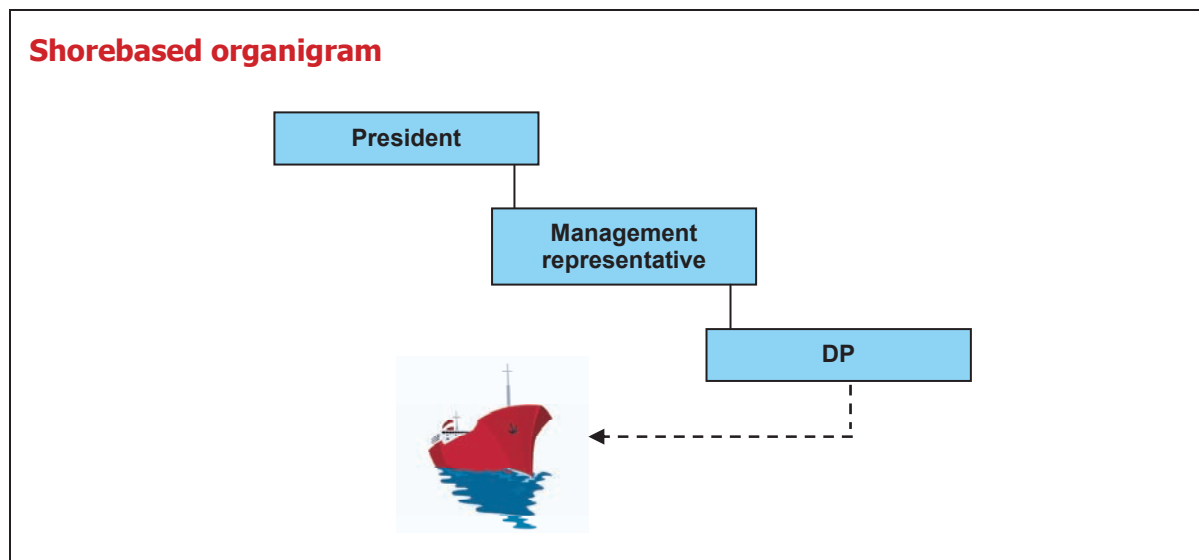 Shorebased organigram
President
Management
representative
DP